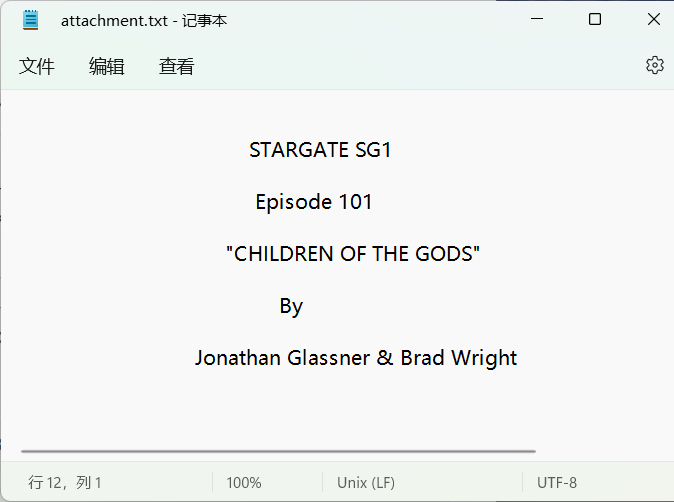 attachment.txt - 记事本
文件 编辑 查看
STARGATE SG1
Episode 101
"CHILDREN OF THE GODS"
By
Jonathan Glassner & Brad Wright
行 12，列 1 100% Unix (LF) UTF-8